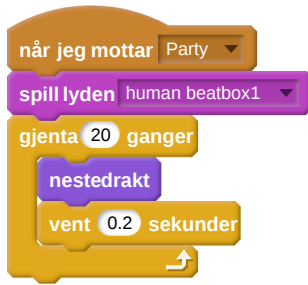 når jeg mottar Party
spill lyden human beatbox1
gjenta 20 ganger
nestedrakt
vent 0.2 sekunder